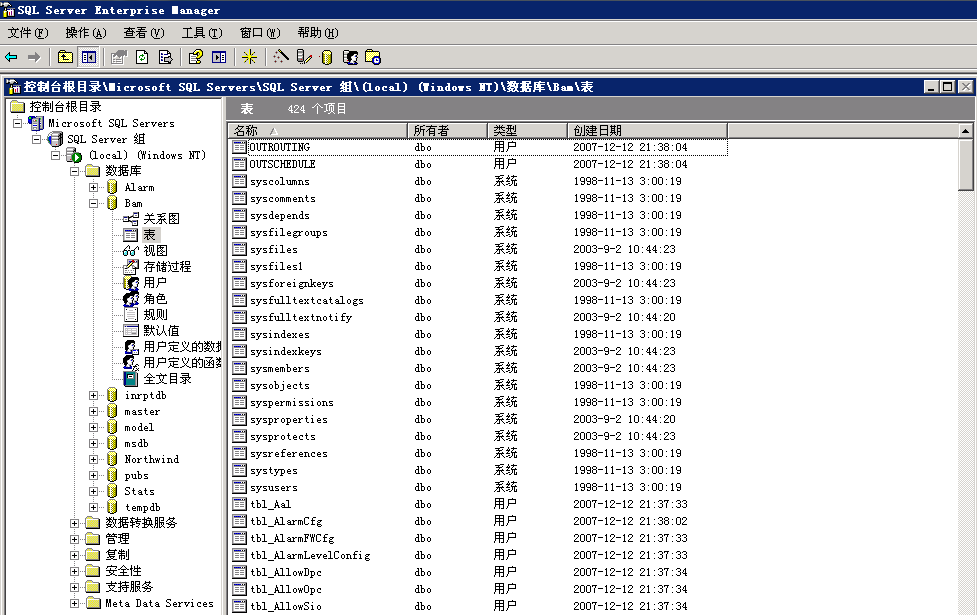 SQL Server Enterprise Manager
文件(F) 操作(A) 查看(V) 工具(T) 窗口(W) 帮助(H)
控制台根目录\Microsoft SQL Servers\SQL Server 组\(local) (Windows NT)\数据库\Bam\表
控制台根目录
Microsoft SQL Servers
SQL Server 组
(local) (Windows NT)
数据库
Alarm
Bam
关系图
表
视图
存储过程
用户
角色
规则
默认值
用户定义的数据
用户定义的函数
全文目录
inrptdb
master
model
msdb
Northwind
pubs
Stats
tempdb
数据转换服务
管理
复制
安全性
支持服务
Meta Data Services
表 424 个项目
名称 所有者 类型 创建日期
OUTROUTING dbo 用户 2007-12-12 21:38:04
OUTSCHEDULE dbo 用户 2007-12-12 21:38:04
syscolumns dbo 系统 1998-11-13 3:00:19
syscomments dbo 系统 1998-11-13 3:00:19
sysdepends dbo 系统 1998-11-13 3:00:19
sysfilegroups dbo 系统 1998-11-13 3:00:19
sysfiles dbo 系统 2003-9-2 10:44:23
sysfiles1 dbo 系统 1998-11-13 3:00:19
sysforeignkeys dbo 系统 2003-9-2 10:44:23
sysfulltextcatalogs dbo 系统 1998-11-13 3:00:19
sysfulltextnotify dbo 系统 2003-9-2 10:44:20
sysindexes dbo 系统 1998-11-13 3:00:19
sysindexkeys dbo 系统 2003-9-2 10:44:23
sysmembers dbo 系统 2003-9-2 10:44:23
sysobjects dbo 系统 1998-11-13 3:00:19
syspermissions dbo 系统 1998-11-13 3:00:19
sysproperties dbo 系统 2003-9-2 10:44:20
sysprotects dbo 系统 2003-9-2 10:44:23
sysreferences dbo 系统 1998-11-13 3:00:19
systypes dbo 系统 1998-11-13 3:00:19
sysusers dbo 系统 1998-11-13 3:00:19
tbl_Aal dbo 用户 2007-12-12 21:37:33
tbl_AlarmCfg dbo 用户 2007-12-12 21:38:02
tbl_AlarmFWCfg dbo 用户 2007-12-12 21:37:33
tbl_AlarmLevelConfig dbo 用户 2007-12-12 21:37:33
tbl_AllowDpc dbo 用户 2007-12-12 21:37:34
tbl_AllowOpc dbo 用户 2007-12-12 21:37:34
tbl_AllowSio dbo 用户 2007-12-12 21:37:34